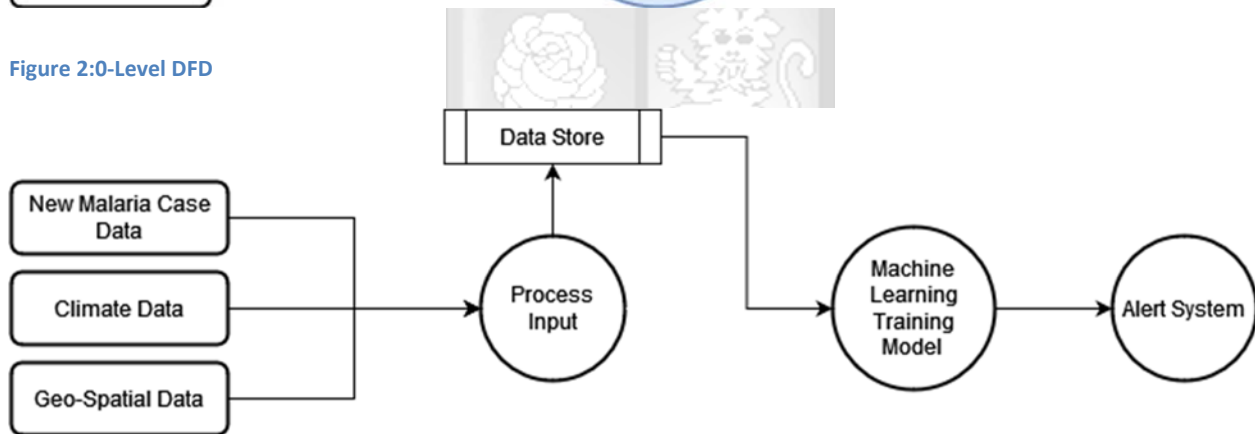 Figure 2:0-Level DFD
Data Store
New Malaria Case
Data
Climate Data
Geo-Spatial Data
Process
Input
Machine
Learning
Training
Model
Alert System